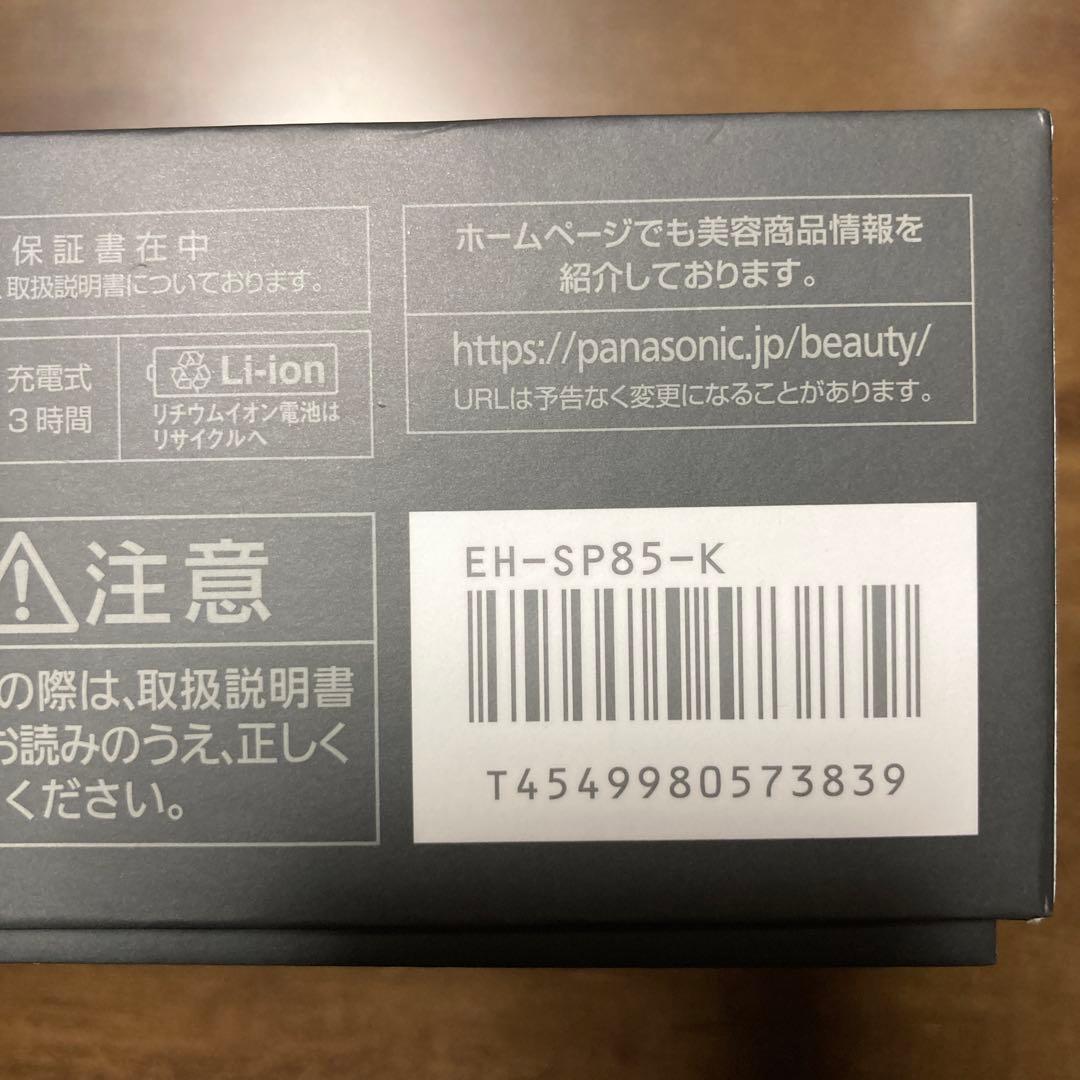 保証書在中
取扱説明書についております。
充電式
3時間
Li-ion
リチウムイオン電池は
リサイクルへ
ホームページでも美容商品情報を
紹介しております。
https://panasonic.jp/beauty/
URLは予告なく変更になることがあります。
注意
の際は、取扱説明書
お読みのうえ、正しく
ください。
EH-SP85-K
T4549980573839